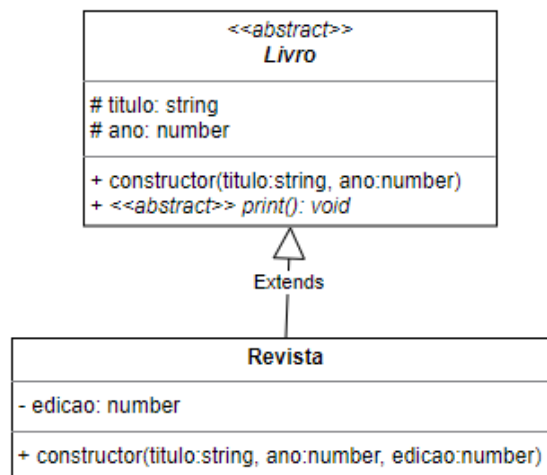 <<abstract>>
Livro
# titulo: string
# ano: number
+ constructor(titulo:string, ano:number)
+ <<abstract>> print(): void
Extends
Revista
- edicao: number
+ constructor(titulo:string, ano:number, edicao:number)